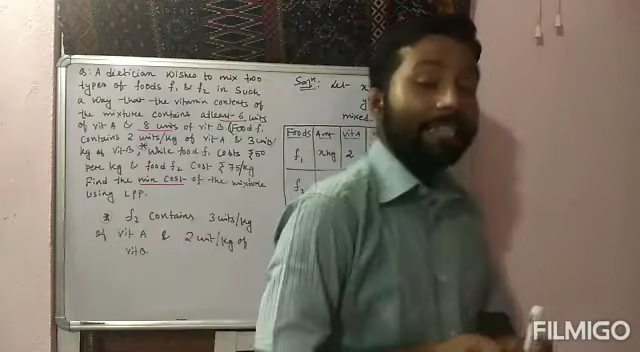 Q: A dietician wishes to mix two
types of foods f1 & f2 in such
a way that the vitamin contents of
the mixture contains atleast 6 units
of vit A & 8 units of vit B. Food f1
contains 2 units/kg of vit-A & 3 units/
kg of vit-B.* While food f1 costs ₹50
per kg & food f2 cost ₹75/kg
Find the min cost of the mixture
using LPP.
* f2 contains 3 units/kg
of vit A & 2 unit/kg of
vit B.
Sol^n: Let x
y
mixed.
Foods Amt vit A
f1 x kg 2
f2
FILMIGO